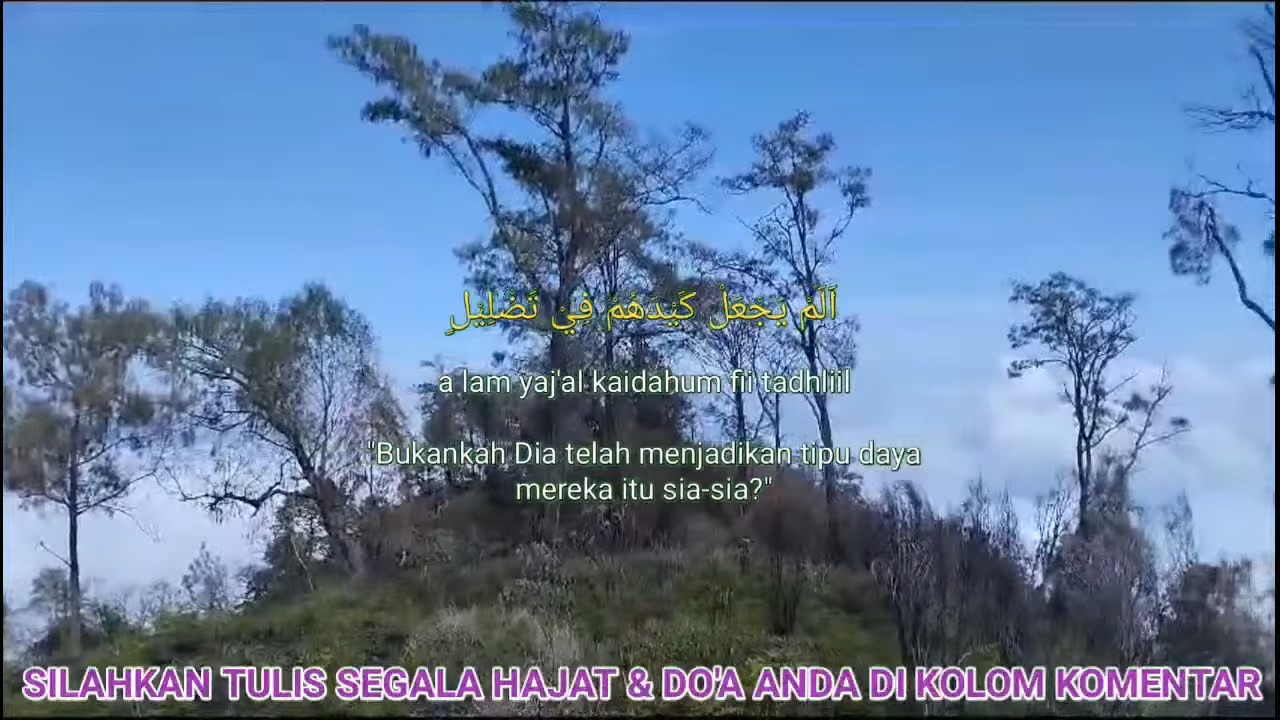 اَلَمْ يَجْعَلْ كَيْدَهُمْ فِيْ تَضْلِيْلٍ
a lam yaj'al kaidahum fii tadhliil
"Bukankah Dia telah menjadikan tipu daya
mereka itu sia-sia?"
SILAHKAN TULIS SEGALA HAJAT & DO'A ANDA DI KOLOM KOMENTAR